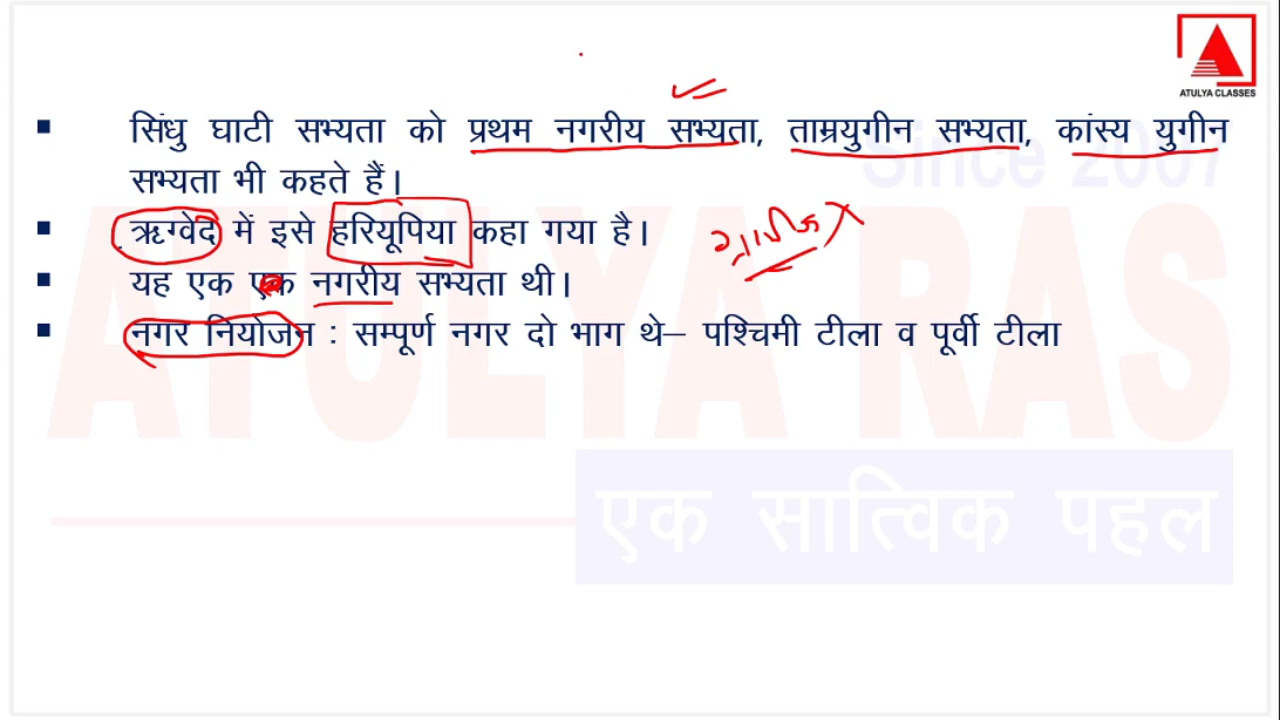 ATULYA CLASSES
सिंधु घाटी सभ्यता को प्रथम नगरीय सभ्यता, ताम्रयुगीन सभ्यता, कांस्य युगीन
सभ्यता भी कहते हैं।
ऋग्वेद में इसे हरियूपिया कहा गया है।
यह एक एक नगरीय सभ्यता थी।
नगर नियोजन : सम्पूर्ण नगर दो भाग थे– पश्चिमी टीला व पूर्वी टीला
Since 2007
ATULYA RAS
एक सात्विक पहल